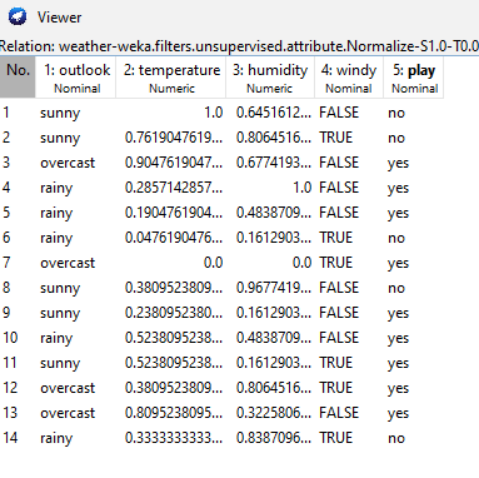 Viewer
Relation: weather-weka.filters.unsupervised.attribute.Normalize-S1.0-T0.0
No. 1: outlook 2: temperature 3: humidity 4: windy 5: play
Nominal Numeric Numeric Nominal Nominal
1 sunny 1.0 0.6451612... FALSE no
2 sunny 0.7619047619... 0.8064516... TRUE no
3 overcast 0.9047619047... 0.6774193... FALSE yes
4 rainy 0.2857142857... 1.0 FALSE yes
5 rainy 0.1904761904... 0.4838709... FALSE yes
6 rainy 0.0476190476... 0.1612903... TRUE no
7 overcast 0.0 0.0 TRUE yes
8 sunny 0.3809523809... 0.9677419... FALSE no
9 sunny 0.2380952380... 0.1612903... FALSE yes
10 rainy 0.5238095238... 0.4838709... FALSE yes
11 sunny 0.5238095238... 0.1612903... TRUE yes
12 overcast 0.3809523809... 0.8064516... TRUE yes
13 overcast 0.8095238095... 0.3225806... FALSE yes
14 rainy 0.3333333333... 0.8387096... TRUE no